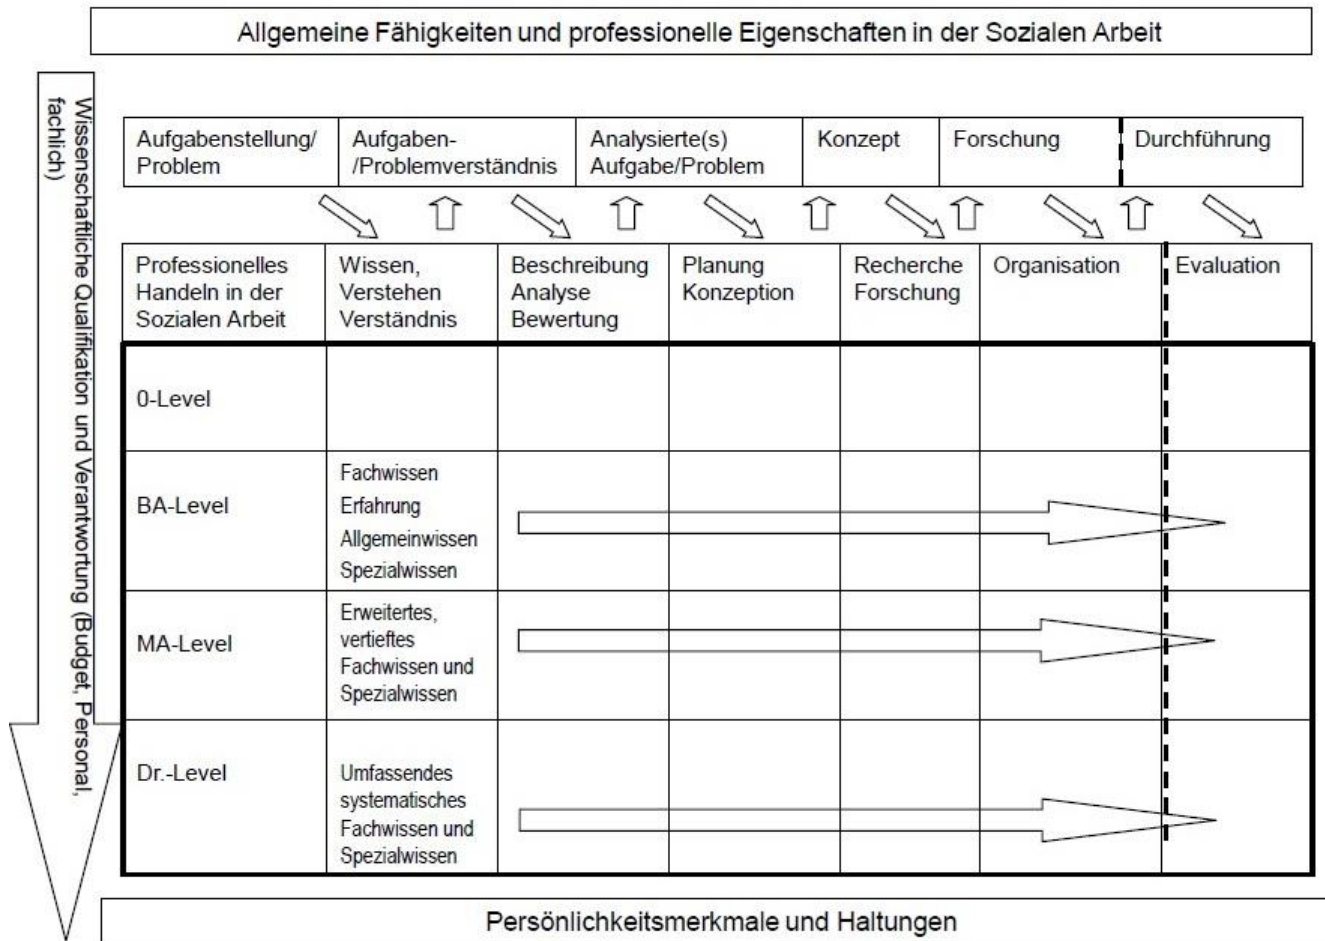 Allgemeine Fähigkeiten und professionelle Eigenschaften in der Sozialen Arbeit
Wissenschaftliche Qualifikation und Verantwortung (Budget, Personal,
fachlich)
Aufgabenstellung/
Problem
Aufgaben-
/Problemverständnis
Analysierte(s)
Aufgabe/Problem
Konzept
Forschung
Durchführung
Professionelles
Handeln in der
Sozialen Arbeit
Wissen,
Verstehen
Verständnis
Beschreibung
Analyse
Bewertung
Planung
Konzeption
Recherche
Forschung
Organisation
Evaluation
0-Level
BA-Level
Fachwissen
Erfahrung
Allgemeinwissen
Spezialwissen
MA-Level
Erweitertes,
vertieftes
Fachwissen und
Spezialwissen
Dr.-Level
Umfassendes
systematisches
Fachwissen und
Spezialwissen
Persönlichkeitsmerkmale und Haltungen